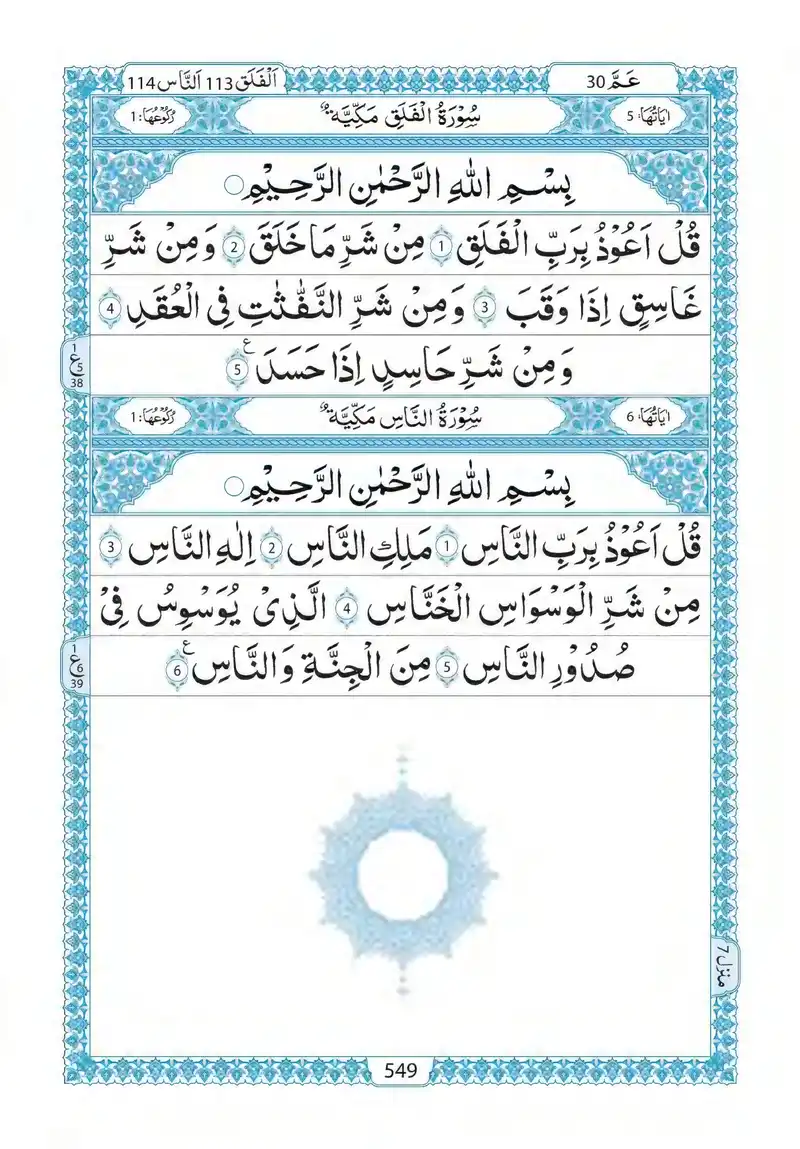 عَمَّ 30
اَلْفَلَق 113 اَلنَّاس 114
اٰيَاتُهَا: 5
سُوْرَةُ الْفَلَقِ مَكِّيَّةٌ
رُكُوْعُهَا: 1
بِسْمِ اللّٰهِ الرَّحْمٰنِ الرَّحِيْمِ ○
قُلْ اَعُوْذُ بِرَبِّ الْفَلَقِ 1 مِنْ شَرِّ مَا خَلَقَ 2 وَ مِنْ شَرِّ
غَاسِقٍ اِذَا وَقَبَ 3 وَ مِنْ شَرِّ النَّفّٰثٰتِ فِی الْعُقَدِ 4
وَ مِنْ شَرِّ حَاسِدٍ اِذَا حَسَدَ 5 ع
1
ع 5
38
اٰيَاتُهَا: 6
سُوْرَةُ النَّاسِ مَكِّيَّةٌ
رُكُوْعُهَا: 1
بِسْمِ اللّٰهِ الرَّحْمٰنِ الرَّحِيْمِ ○
قُلْ اَعُوْذُ بِرَبِّ النَّاسِ 1 مَلِكِ النَّاسِ 2 اِلٰهِ النَّاسِ 3
مِنْ شَرِّ الْوَسْوَاسِ الْخَنَّاسِ 4 الَّذِیْ یُوَسْوِسُ فِیْ
صُدُوْرِ النَّاسِ 5 مِنَ الْجِنَّةِ وَ النَّاسِ 6 ع
1
ع 6
39
منزل 7
549